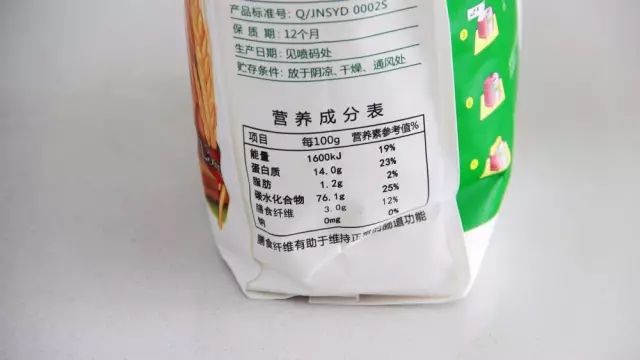 产品标准号: Q/JNSYD 0002S
保 质 期: 12个月
生产日期: 见喷码处
贮存条件: 放于阴凉、干燥、通风处
营养成分表
项目 每100g 营养素参考值%
能量 1600kJ 19%
蛋白质 14.0g 23%
脂肪 1.2g 2%
碳水化合物 76.1g 25%
膳食纤维 3.0g 12%
钠 0mg 0%
膳食纤维有助于维持正常的肠道功能